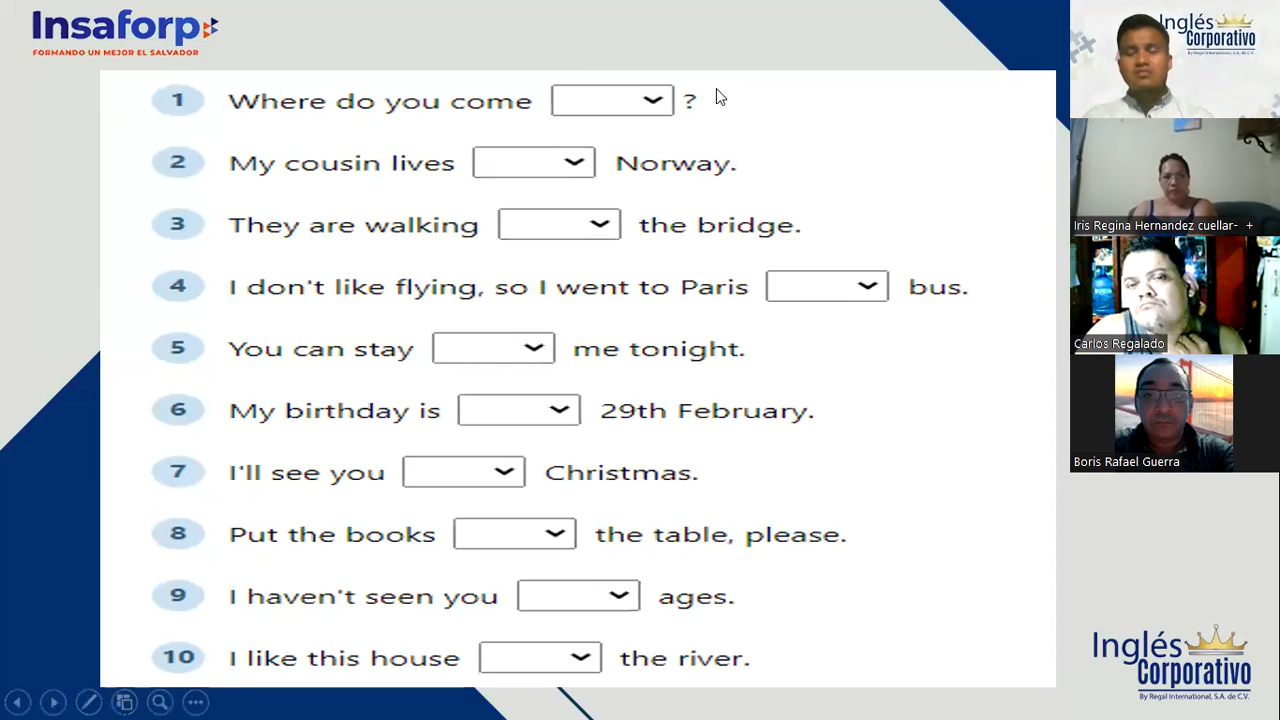 Insaforp
FORMANDO UN MEJOR EL SALVADOR
1 Where do you come ?
2 My cousin lives Norway.
3 They are walking the bridge.
4 I don't like flying, so I went to Paris bus.
5 You can stay me tonight.
6 My birthday is 29th February.
7 I'll see you Christmas.
8 Put the books the table, please.
9 I haven't seen you ages.
10 I like this house the river.
Inglés
Corporativo
By Regal International, S.A. de C.V.
Iris Regina Hernandez cuellar- +
Carlos Regalado
Boris Rafael Guerra
Inglés
Corporativo
By Regal International, S.A. de C.V.